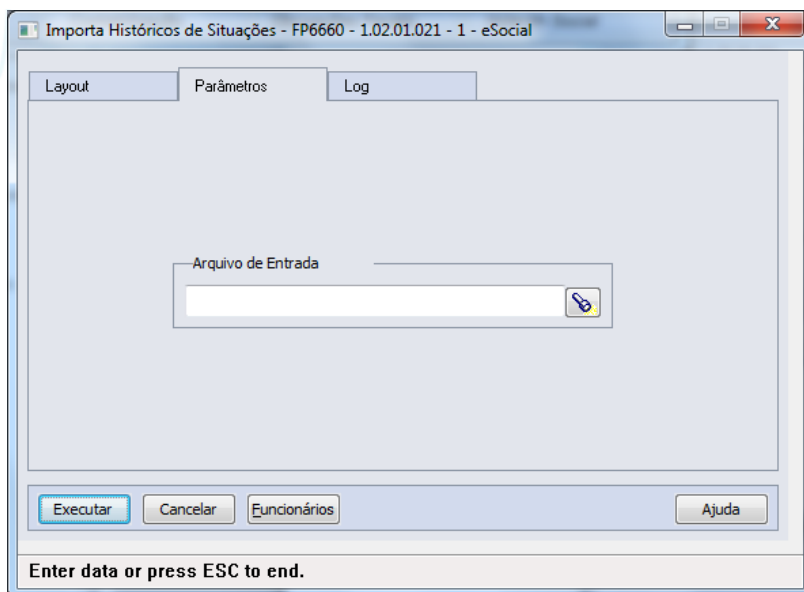 Importa Históricos de Situações - FP6660 - 1.02.01.021 - 1 - eSocial
Layout Parâmetros Log
Arquivo de Entrada
Executar Cancelar Funcionários Ajuda
Enter data or press ESC to end.